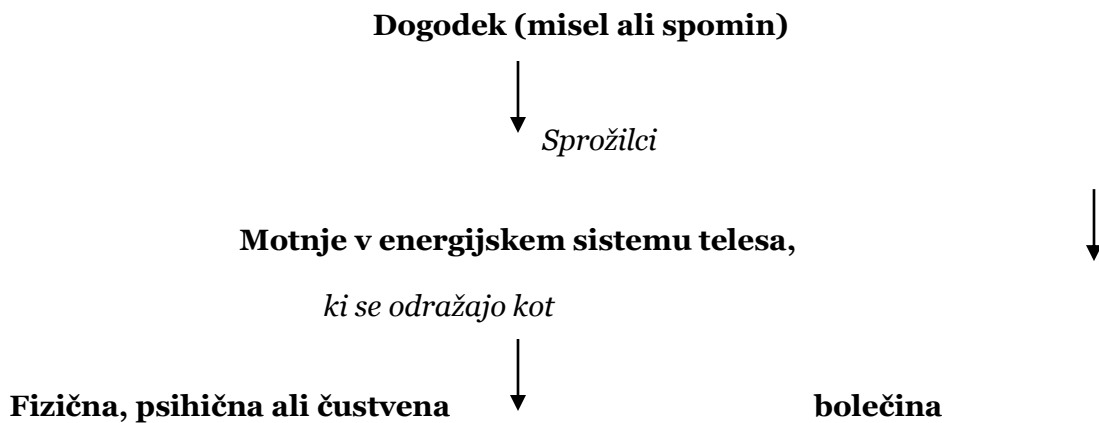 Dogodek (misel ali spomin)
Sprožilci
Motnje v energijskem sistemu telesa,
ki se odražajo kot
Fizična, psihična ali čustvena bolečina